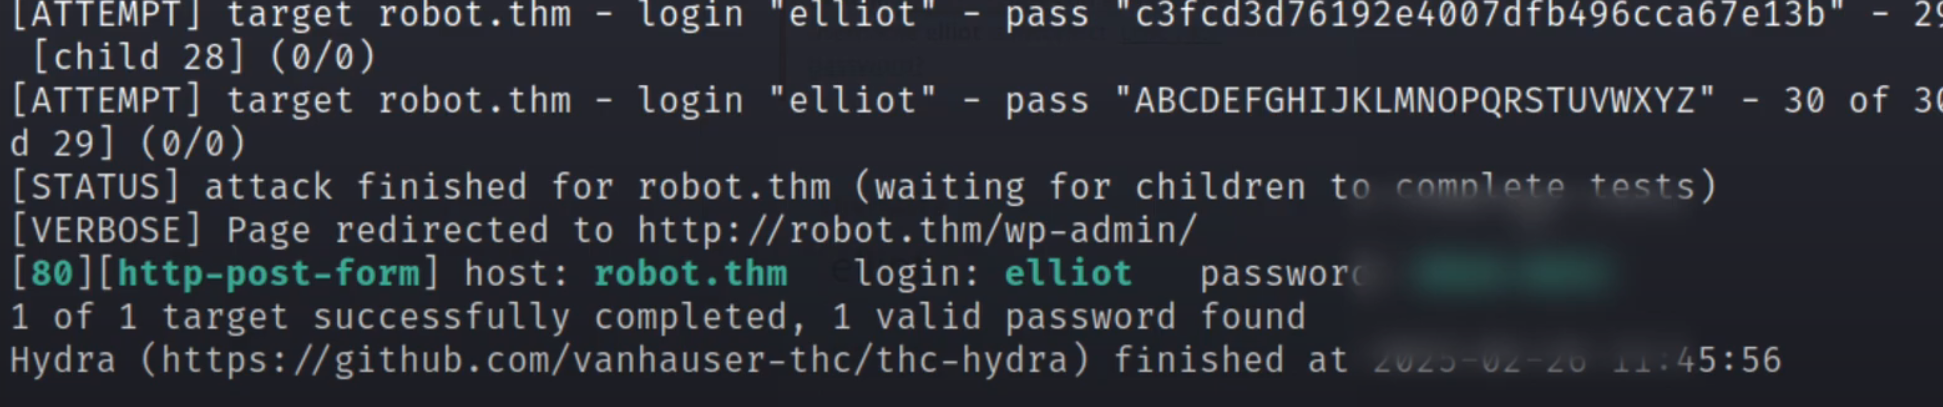 [ATTEMPT] target robot.thm - login "elliot" - pass "c3fcd3d76192e4007dfb496cca67e13b" - 29
[child 28] (0/0)
[ATTEMPT] target robot.thm - login "elliot" - pass "ABCDEFGHIJKLMNOPQRSTUVWXYZ" - 30 of 30
d 29] (0/0)
[STATUS] attack finished for robot.thm (waiting for children to complete tests)
[VERBOSE] Page redirected to http://robot.thm/wp-admin/
[80][http-post-form] host: robot.thm login: elliot password
1 of 1 target successfully completed, 1 valid password found
Hydra (https://github.com/vanhauser-thc/thc-hydra) finished at 2025-02-26 11:45:56